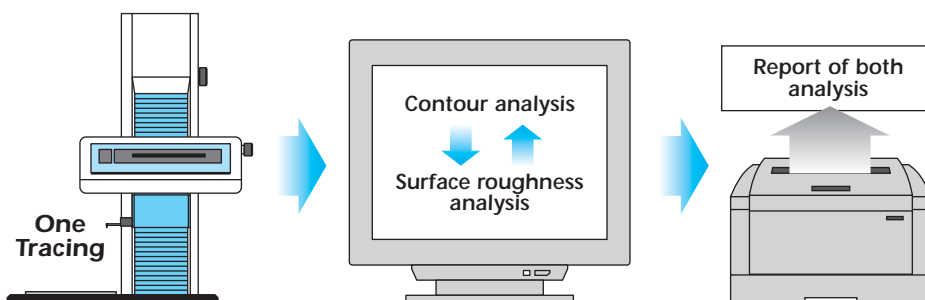 One
Tracing
Contour analysis
Surface roughness
analysis
Report of both
analysis